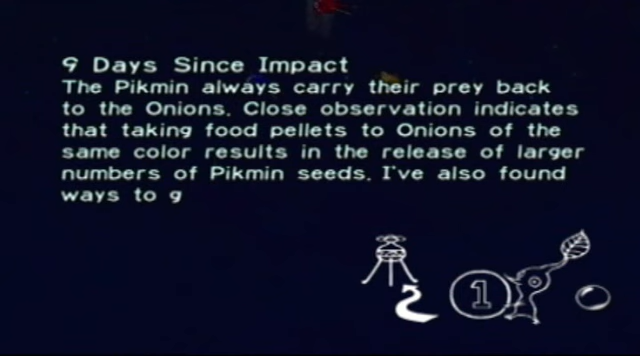 9 Days Since Impact
The Pikmin always carry their prey back
to the Onions. Close observation indicates
that taking food pellets to Onions of the
same color results in the release of larger
numbers of Pikmin seeds. I've also found
ways to g
1